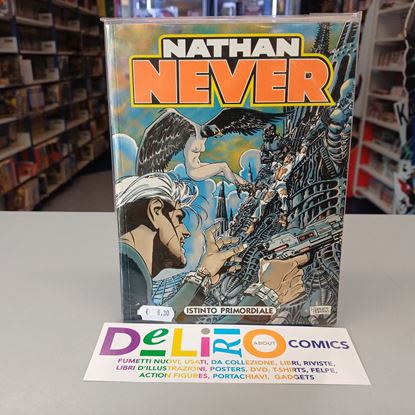 NATHAN
NEVER
€ 8,30
ISTINTO PRIMORDIALE
DeLiRiO
ABOUT
COMICS
FUMETTI NUOVI, USATI, DA COLLEZIONE, LIBRI, RIVISTE,
LIBRI D'ILLUSTRAZIONI, POSTERS, DVD, T-SHIRTS, FELPE,
ACTION FIGURES, PORTACHIAVI, GADGETS